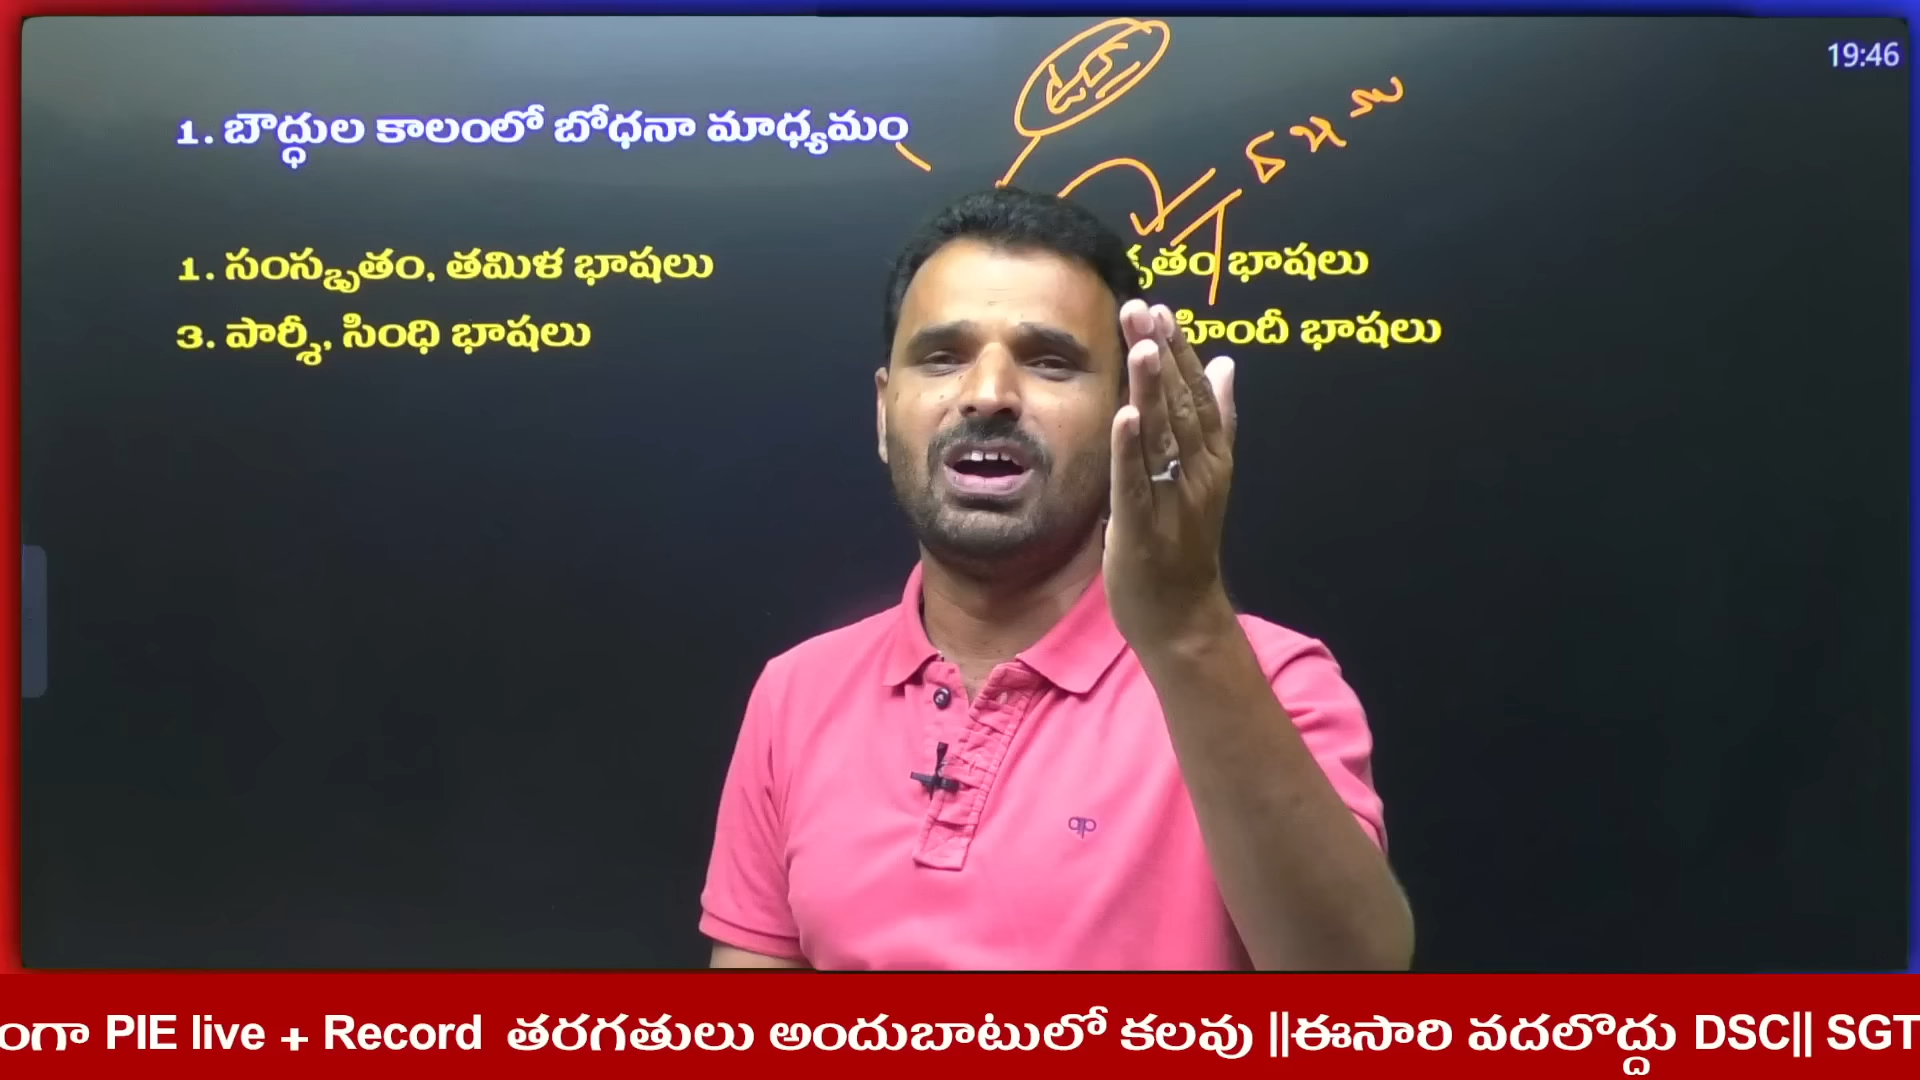 19:46
1. బౌద్ధుల కాలంలో బోధనా మాధ్యమం
1. సంస్కృతం, తమిళ భాషలు
భాషలు
3. పార్శీ, సింధి భాషలు
హిందీ భాషలు
PIE live + Record తరగతులు అందుబాటులో కలవు ||ఈసారి వదలొద్దు DSC|| SGT